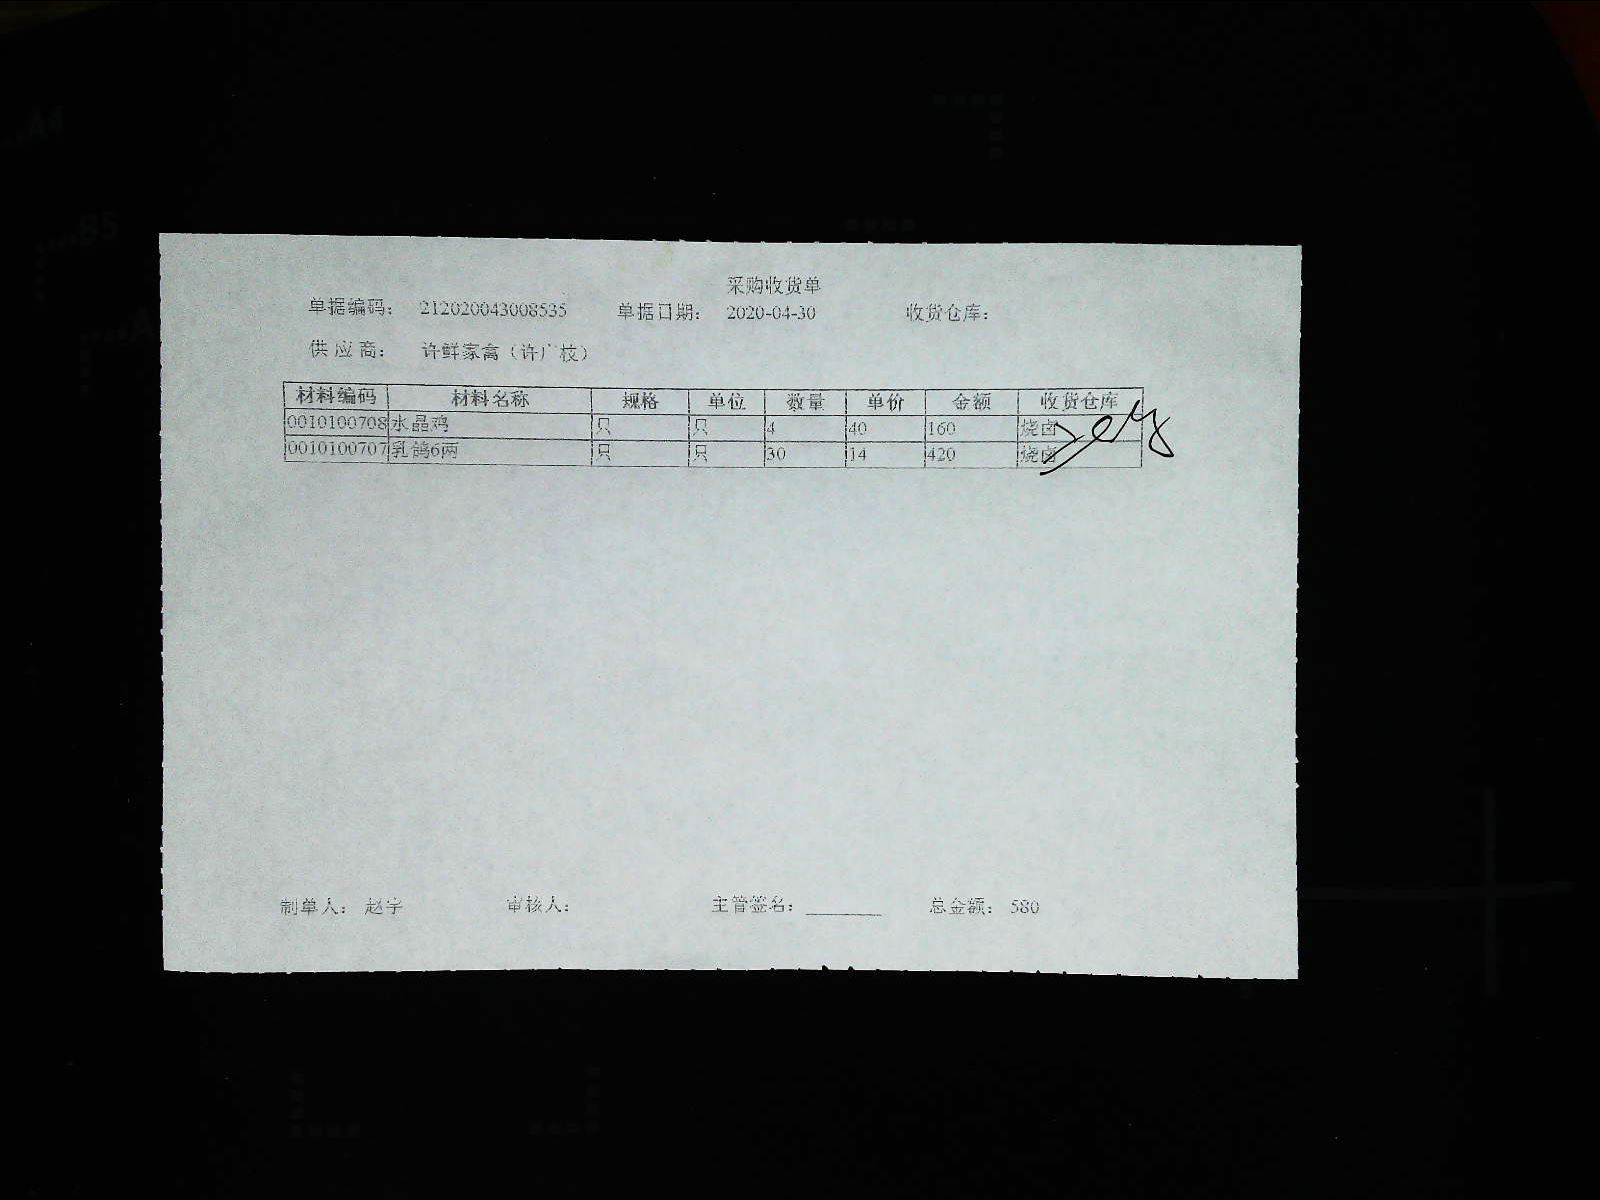 采购收货单
单据编码: 212020043008535 单据日期: 2020-04-30 收货仓库:
供应商: 许鲜家禽（许广枝）
材料编码 材料名称 规格 单位 数量 单价 金额 收货仓库
0010100708 水晶鸡 只 只 4 40 160 烧卤
0010100707 乳鸽6两 只 只 30 14 420 烧卤
制单人: 赵宇 审核人: 主管签名: ________ 总金额: 580
A4
B5